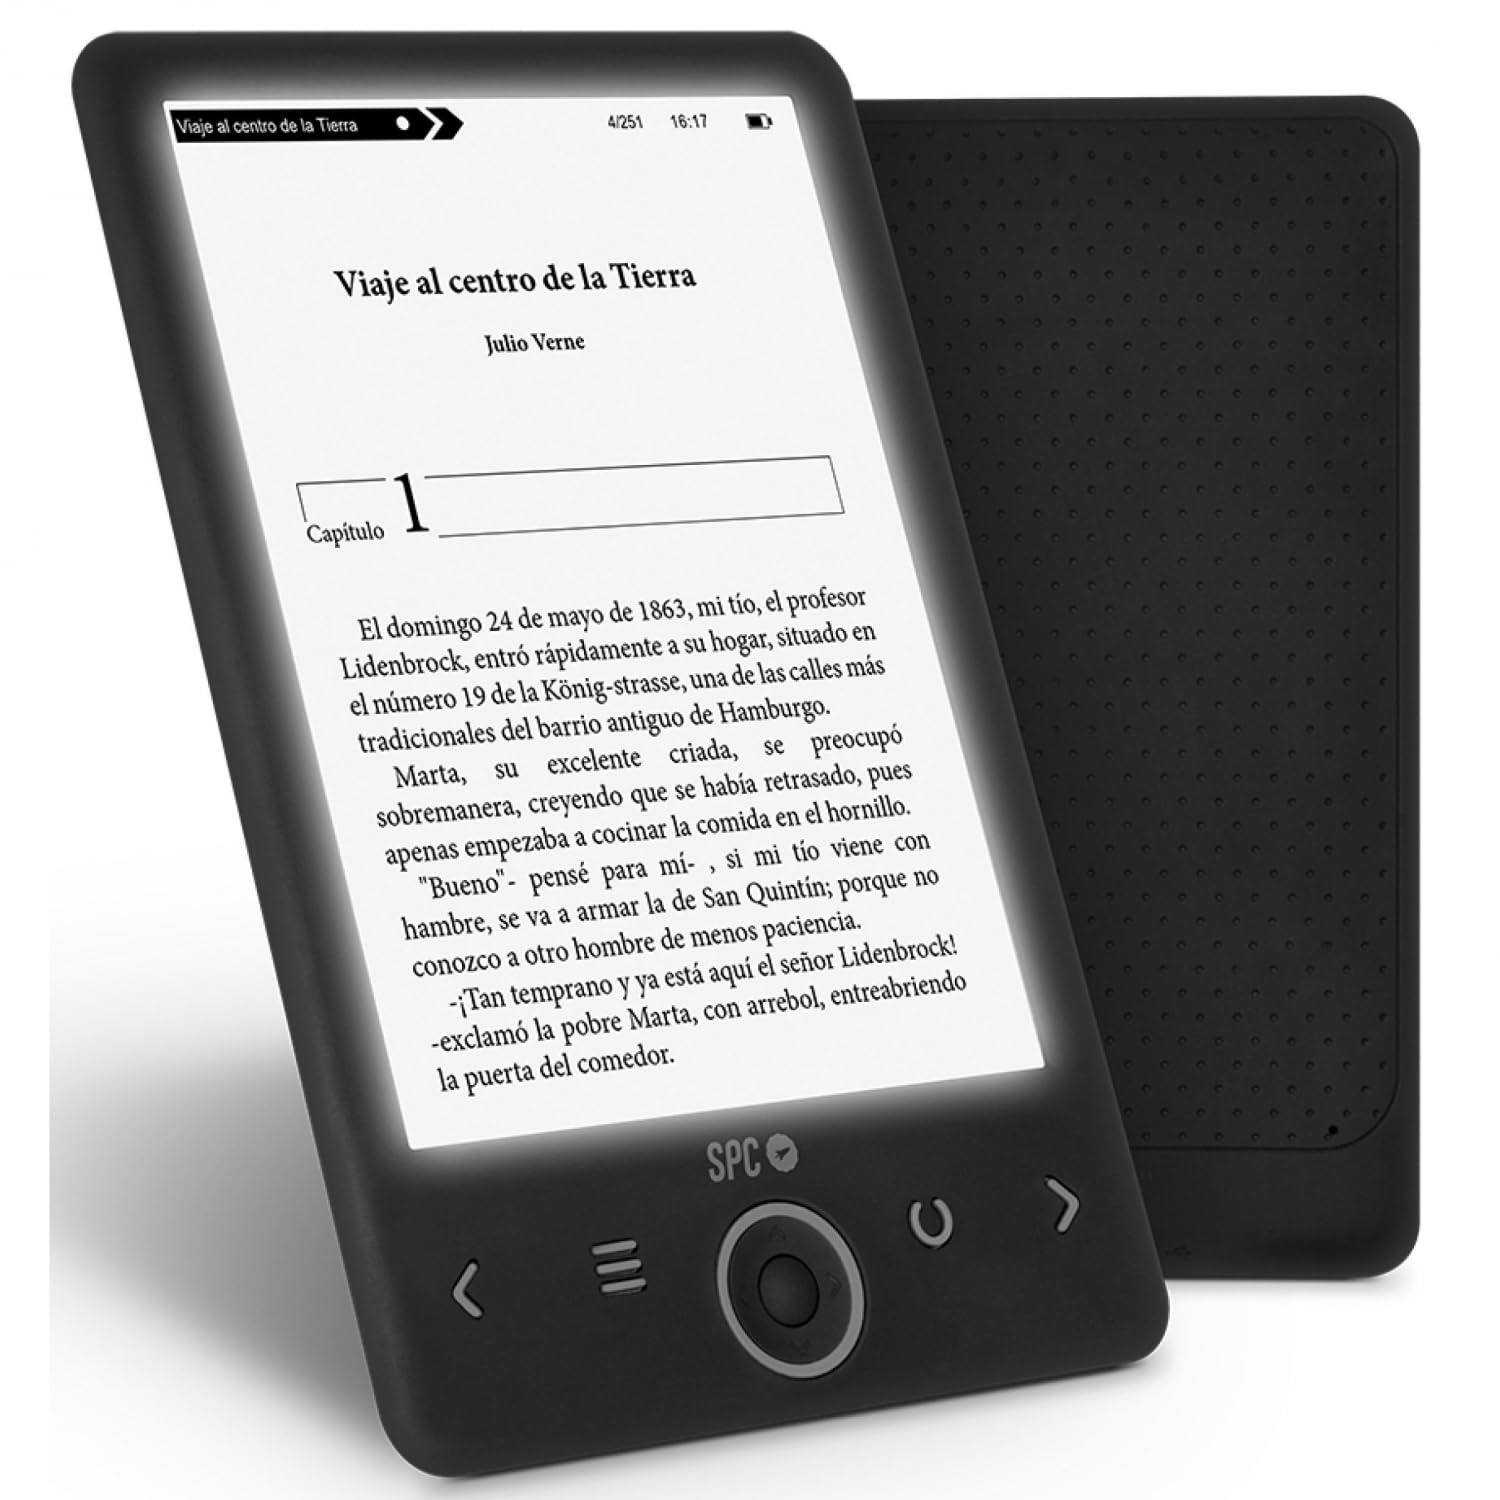 Viaje al centro de la Tierra
4/251 16:17
Viaje al centro de la Tierra
Julio Verne
Capítulo 1
El domingo 24 de mayo de 1863, mi tío, el profesor
Lidenbrock, entró rápidamente a su hogar, situado en
el número 19 de la König-strasse, una de las calles más
tradicionales del barrio antiguo de Hamburgo.
Marta, su excelente criada, se preocupó
sobremanera, creyendo que se había retrasado, pues
apenas empezaba a cocinar la comida en el hornillo.
"Bueno"- pensé para mí- , si mi tío viene con
hambre, se va a armar la de San Quintín; porque no
conozco a otro hombre de menos paciencia.
-¡Tan temprano y ya está aquí el señor Lidenbrock!
-exclamó la pobre Marta, con arrebol, entreabriendo
la puerta del comedor.
SPC